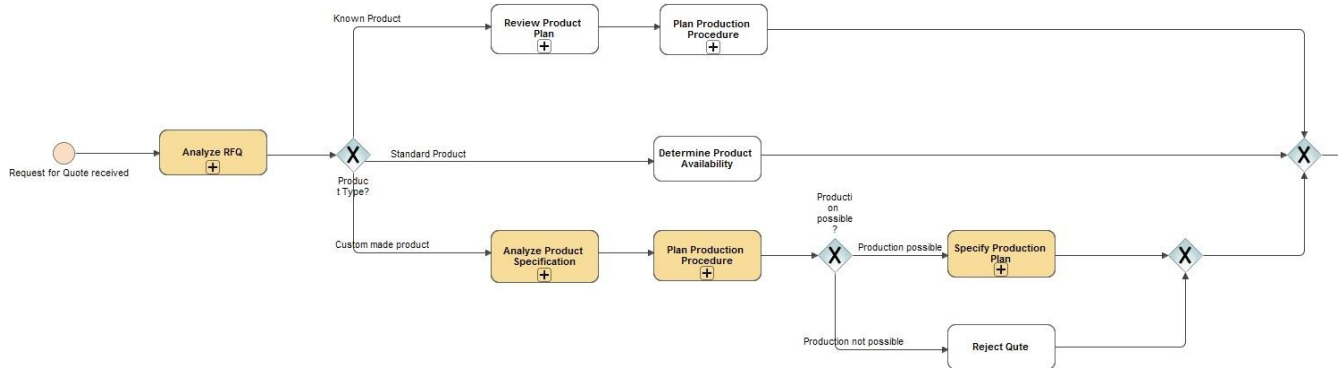 Known Product
Review Product
Plan
Plan Production
Procedure
Request for Quote received
Analyze RFQ
X
Produc
t Type?
Standard Product
Determine Product
Availability
X
Custom made product
Analyze Product
Specification
Plan Production
Procedure
Producti
on
possible
?
X
Production possible
Specify Production
Plan
X
Production not possible
Reject Qute